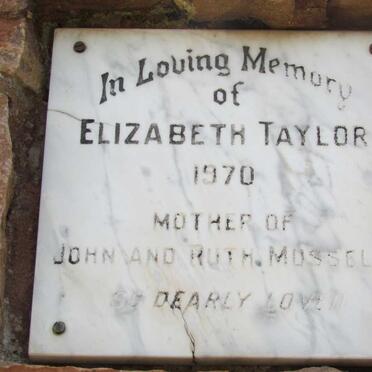 In Loving Memory
of
ELIZABETH TAYLOR
1970
MOTHER OF
JOHN AND RUTH MOSSEL
SO DEARLY LOVED